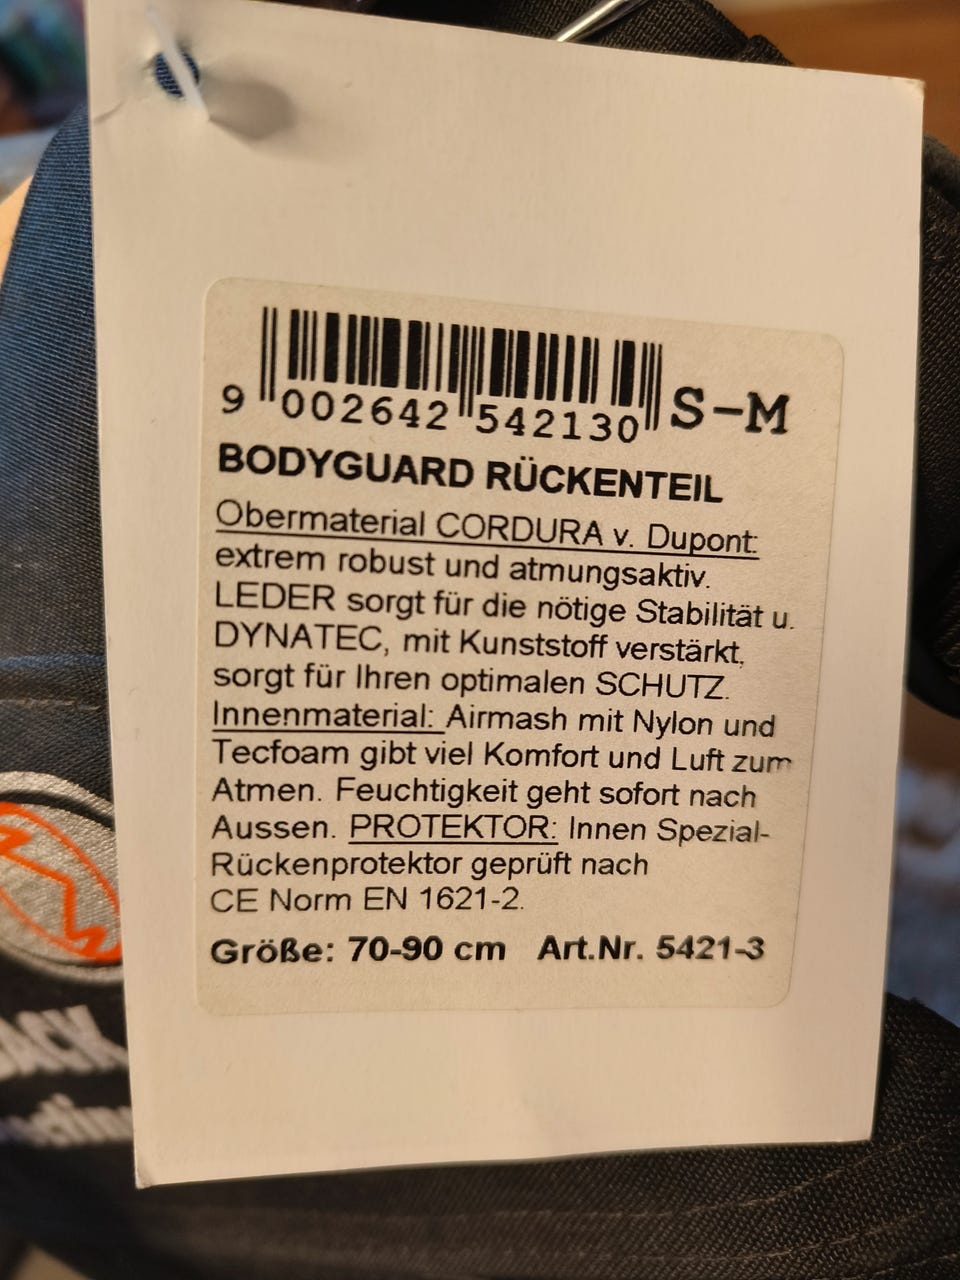 9 002642 542130 S-M
BODYGUARD RÜCKENTEIL
Obermaterial CORDURA v. Dupont:
extrem robust und atmungsaktiv.
LEDER sorgt für die nötige Stabilität u.
DYNATEC, mit Kunststoff verstärkt,
sorgt für Ihren optimalen SCHUTZ.
Innenmaterial: Airmash mit Nylon und
Tecfoam gibt viel Komfort und Luft zum
Atmen. Feuchtigkeit geht sofort nach
Aussen. PROTEKTOR: Innen Spezial-
Rückenprotektor geprüft nach
CE Norm EN 1621-2.
Größe: 70-90 cm Art.Nr. 5421-3